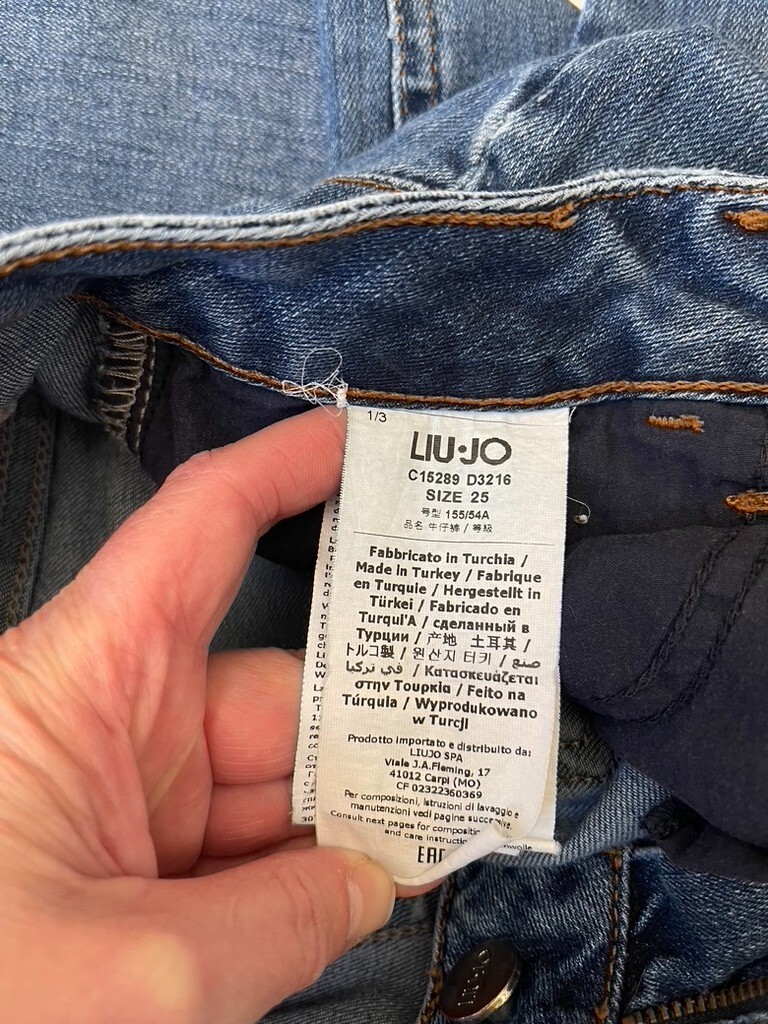 1/3
LIU·JO
C15289 D3216
SIZE 25
号型 155/54A
品名 牛仔裤 / 等级
Fabbricato in Turchia /
Made in Turkey / Fabrique
en Turquie / Hergestellt in
Türkei / Fabricado en
Turquı'A / сделанный в
Турции / 产地 土耳其 /
トルコ製 / 원산지 터키 / صنع
في تركيا / Κατασκευάζεται
στην Τουρκία / Feito na
Túrquia / Wyprodukowano
w Turcji
Prodotto importato e distribuito da:
LIUJO SPA
Viale J.A.Fleming, 17
41012 Carpi (MO)
CF 02322360369
Per composizioni, istruzioni di lavaggio e
manutenzioni vedi pagine
Consult next pages for
and care
EAC
LIU·JO